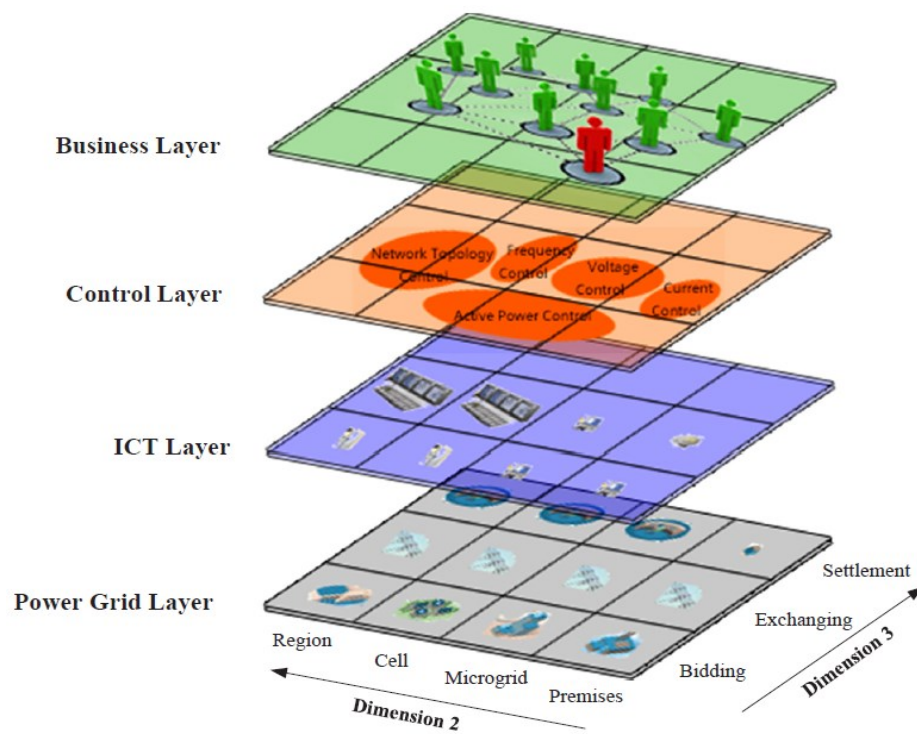 Business Layer
Control Layer
Network Topology
Control
Frequency
Control
Voltage
Control
Current
Control
Active Power Control
ICT Layer
Power Grid Layer
Region
Cell
Microgrid
Premises
Dimension 2
Bidding
Exchanging
Settlement
Dimension 3